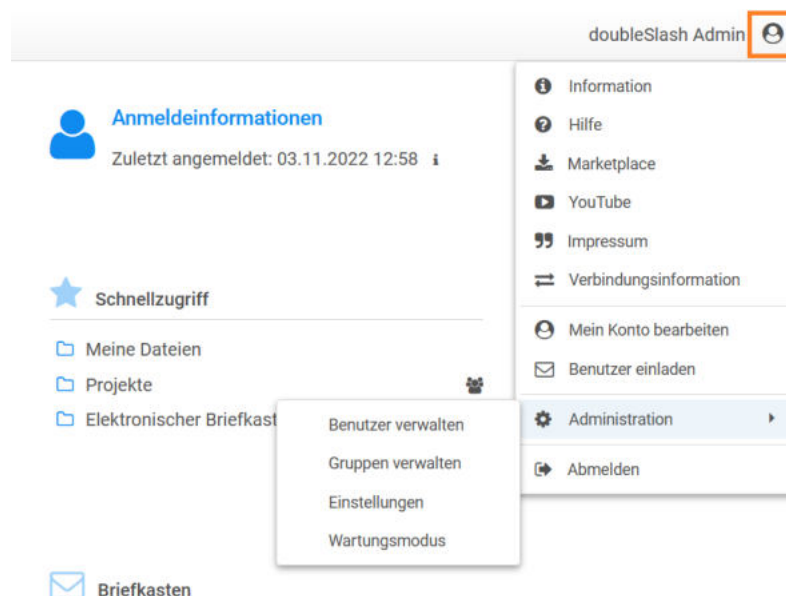 doubleSlash Admin
Anmeldeinformationen
Zuletzt angemeldet: 03.11.2022 12:58
Schnellzugriff
Meine Dateien
Projekte
Elektronischer Briefkast
Briefkasten
Information
Hilfe
Marketplace
YouTube
Impressum
Verbindungsinformation
Mein Konto bearbeiten
Benutzer einladen
Administration
Abmelden
Benutzer verwalten
Gruppen verwalten
Einstellungen
Wartungsmodus